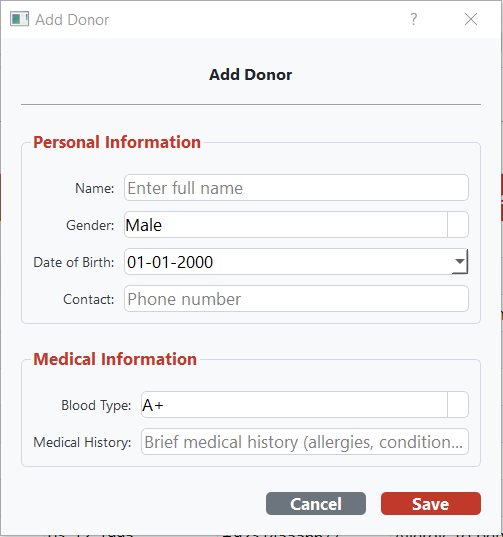 Add Donor
?
Add Donor
Personal Information
Name: Enter full name
Gender: Male
Date of Birth: 01-01-2000
Contact: Phone number
Medical Information
Blood Type: A+
Medical History: Brief medical history (allergies, condition...
Cancel Save